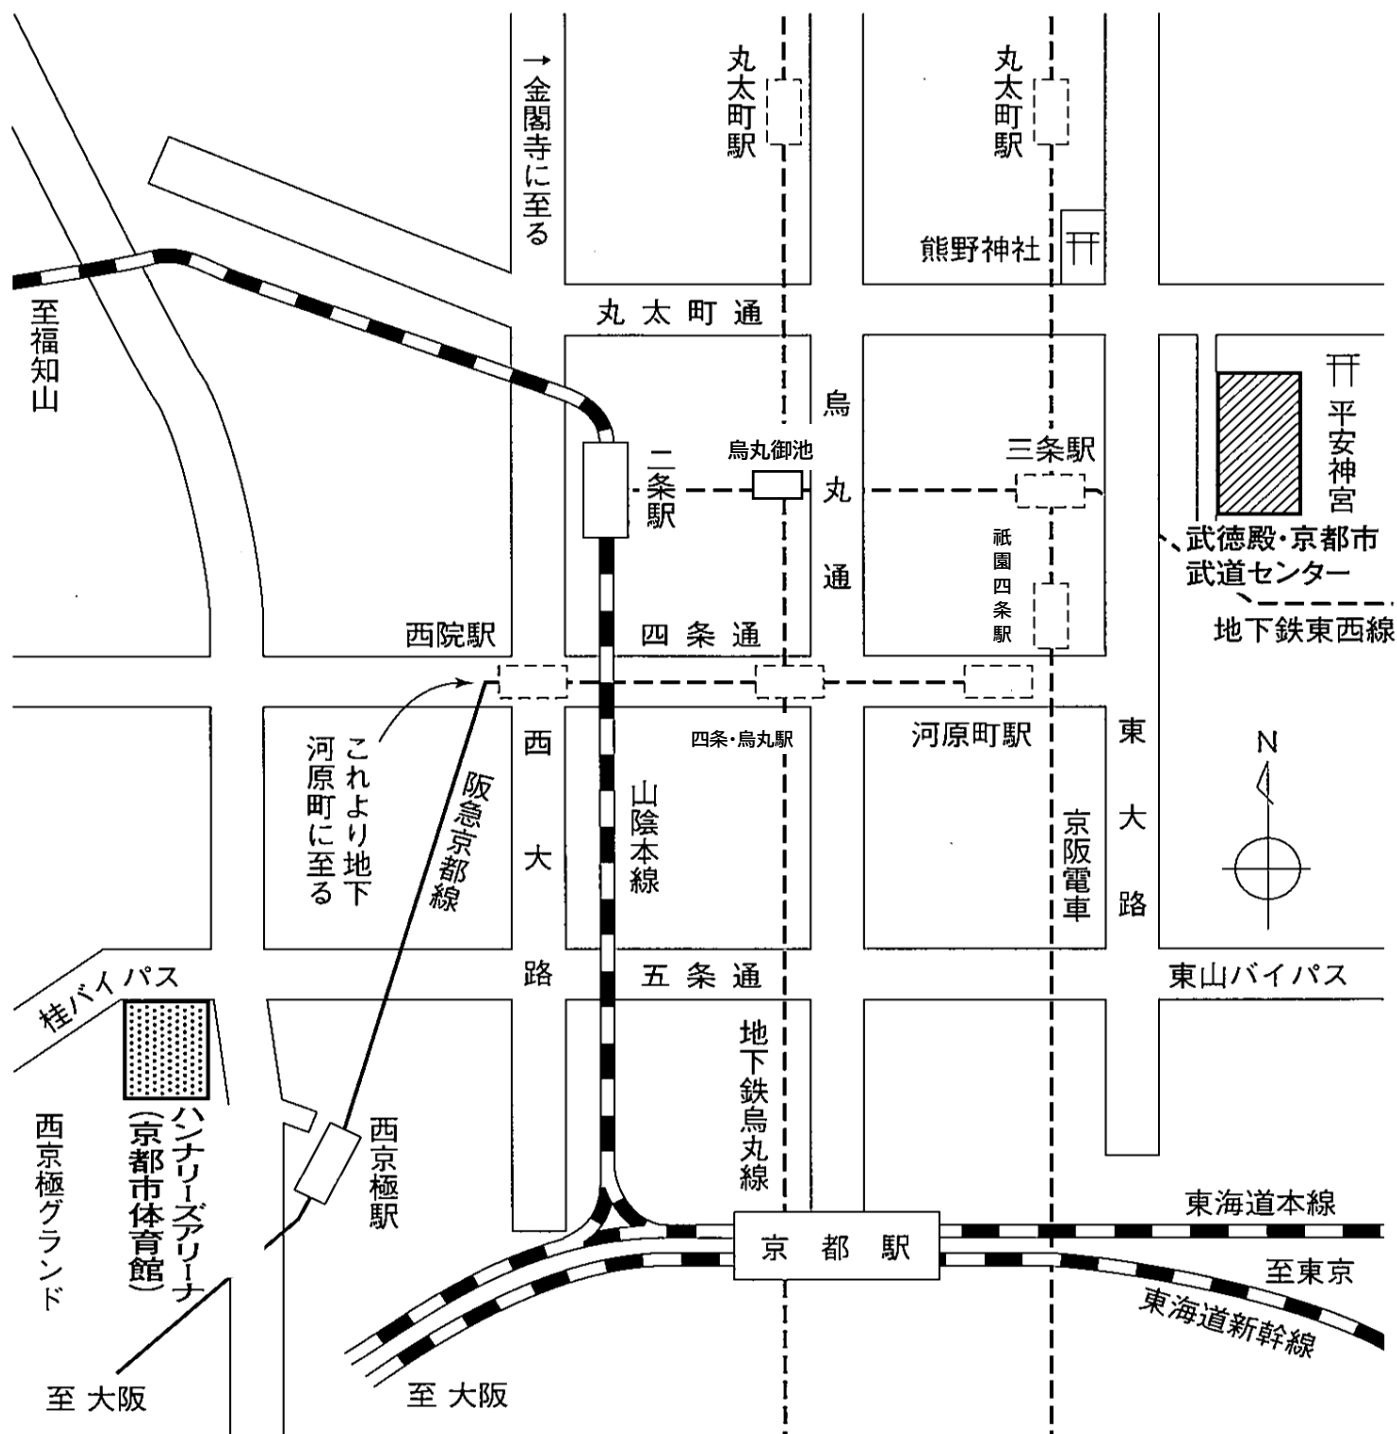 →金閣寺に至る
丸太町駅
丸太町駅
熊野神社
至福知山
丸太町通
烏丸通
平安神宮
二条駅
烏丸御池
三条駅
武徳殿・京都市
武道センター
祇園四条駅
地下鉄東西線
西院駅
四条通
これより地下
河原町に至る
阪急京都線
西大路
山陰本線
四条・烏丸駅
河原町駅
東大路
京阪電車
N
桂バイパス
五条通
東山バイパス
西京極グランド
ハンナリーズアリーナ
(京都市体育館)
西京極駅
地下鉄烏丸線
京都駅
東海道本線
至東京
東海道新幹線
至 大阪
至 大阪